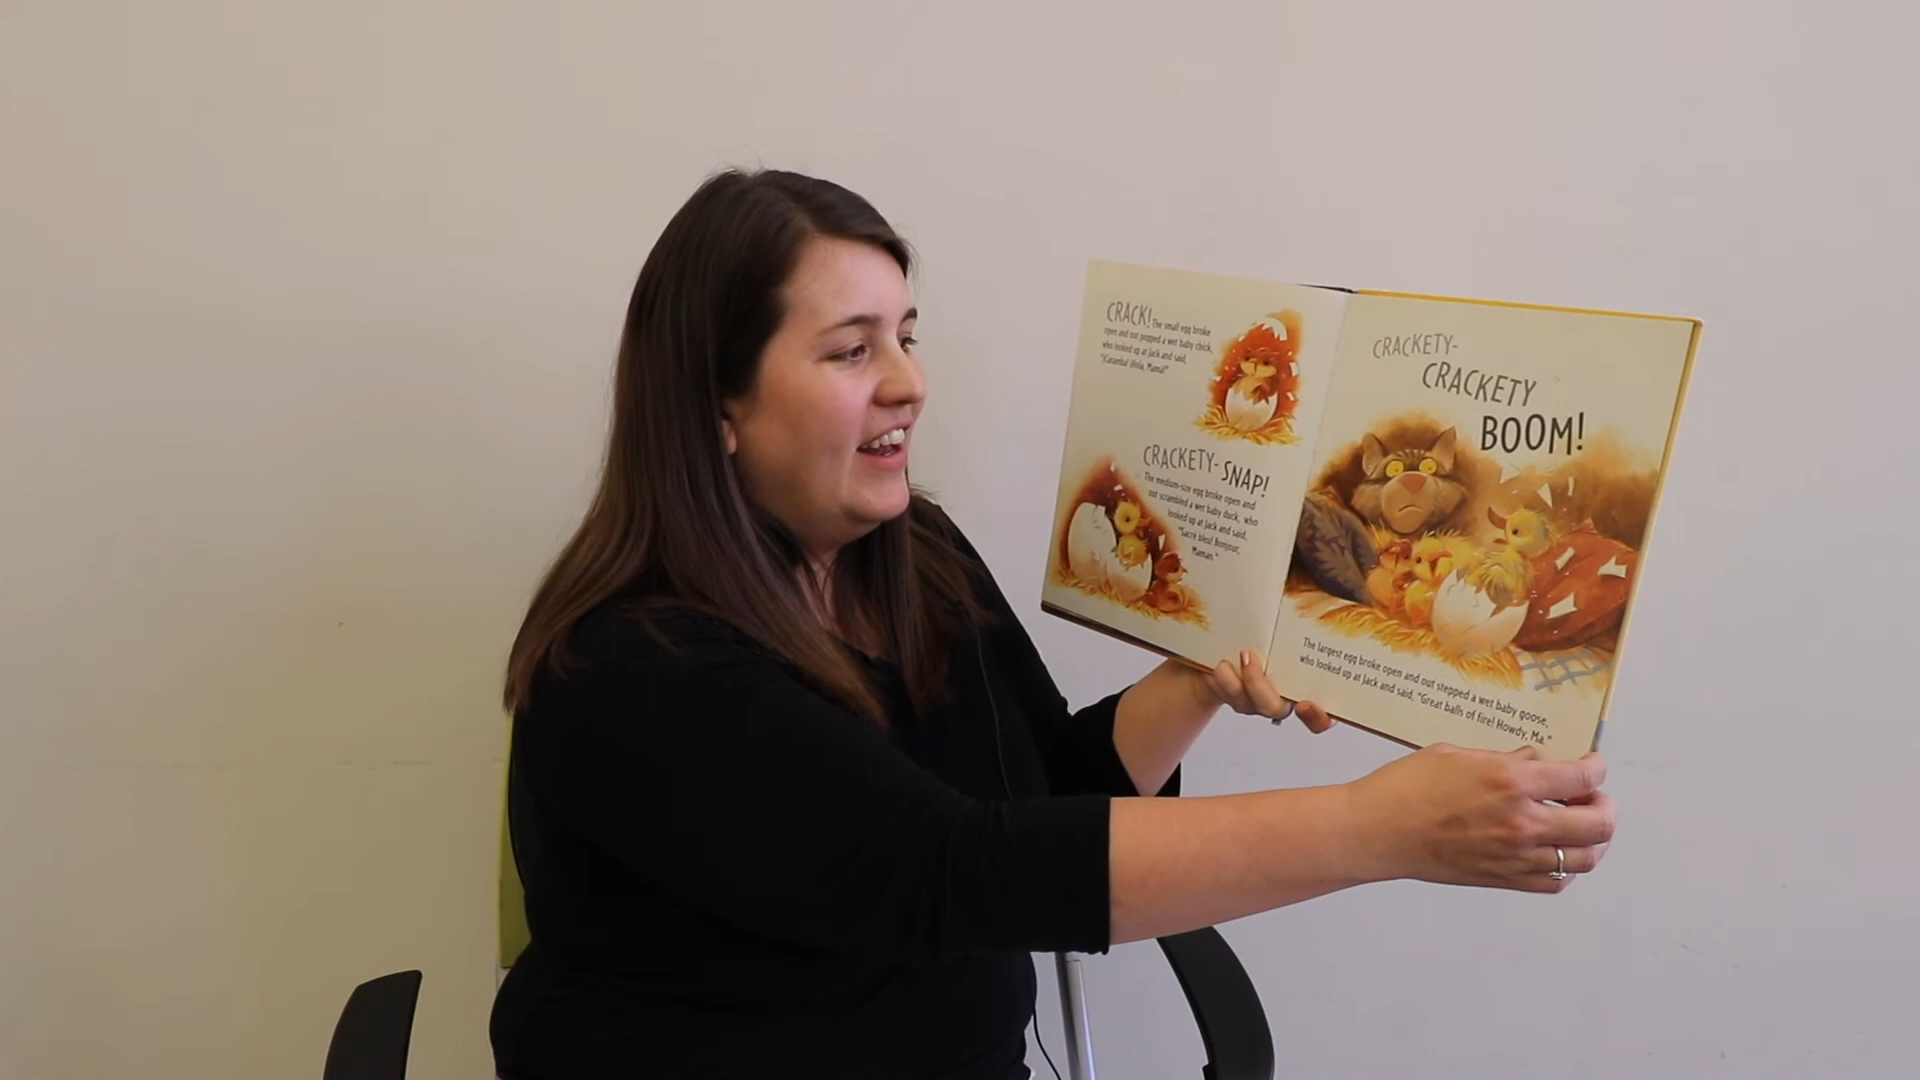 CRACK! The small egg broke
open and out popped a wet baby chick,
who looked up at Jack and said,
"¡Caramba! ¡Hola, Mamá!"
CRACKETY-SNAP!
The medium-size egg broke open and
out scrambled a wet baby duck, who
looked up at Jack and said,
"Sacré bleu! Bonjour,
Maman."
CRACKETY-
CRACKETY
BOOM!
The largest egg broke open and out stepped a wet baby goose,
who looked up at Jack and said, "Great balls of fire! Howdy, Ma."